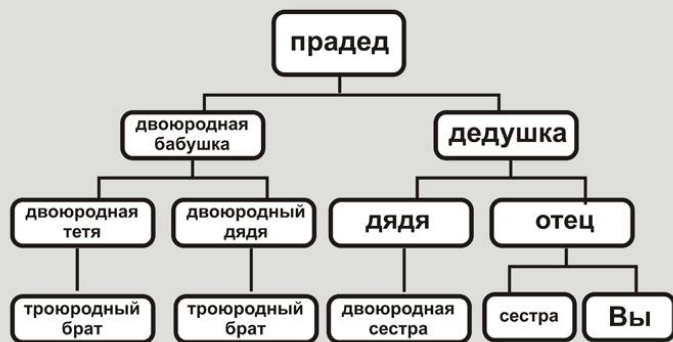 прадед
двоюродная
бабушка
дедушка
двоюродная
тетя
двоюродный
дядя
дядя
отец
троюродный
брат
троюродный
брат
двоюродная
сестра
сестра
Вы